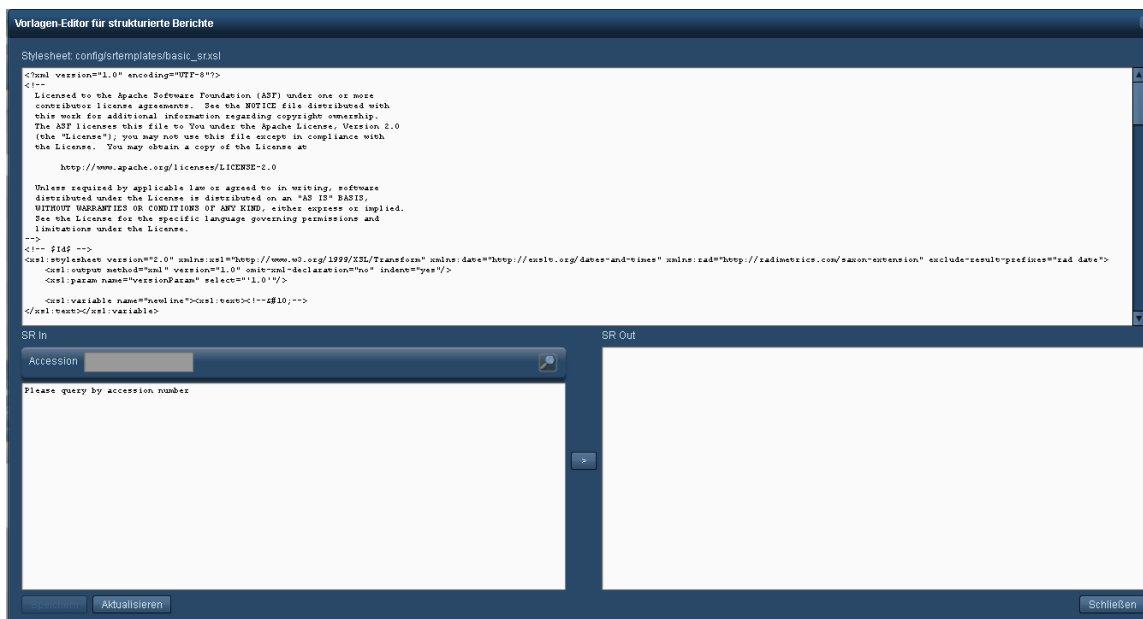 Vorlagen-Editor für strukturierte Berichte
Stylesheet: config/srtemplates/basic_sr.xsl
<?xml version="1.0" encoding="UTF-8"?>
<!--
Licensed to the Apache Software Foundation (ASF) under one or more
contributor license agreements.  See the NOTICE file distributed with
this work for additional information regarding copyright ownership.
The ASF licenses this file to You under the Apache License, Version 2.0
(the "License"); you may not use this file except in compliance with
the License.  You may obtain a copy of the License at
http://www.apache.org/licenses/LICENSE-2.0
Unless required by applicable law or agreed to in writing, software
distributed under the License is distributed on an "AS IS" BASIS,
WITHOUT WARRANTIES OR CONDITIONS OF ANY KIND, either express or implied.
See the License for the specific language governing permissions and
limitations under the License.
-->
<!-- $Id$ -->
<xsl:stylesheet version="2.0" xmlns:xsl="http://www.w3.org/1999/XSL/Transform" xmlns:date="http://exslt.org/dates-and-times" xmlns:rad="http://radimetrics.com/saxon-extension" exclude-result-prefixes="rad date">
<xsl:output method="xml" version="1.0" omit-xml-declaration="no" indent="yes"/>
<xsl:param name="versionParam" select="'1.0'"/>
<xsl:variable name="newline"><xsl:text><!--&#10;-->
</xsl:text></xsl:variable>
SR In
SR Out
Accession
Please query by accession number
>
Speichern
Aktualisieren
Schließen